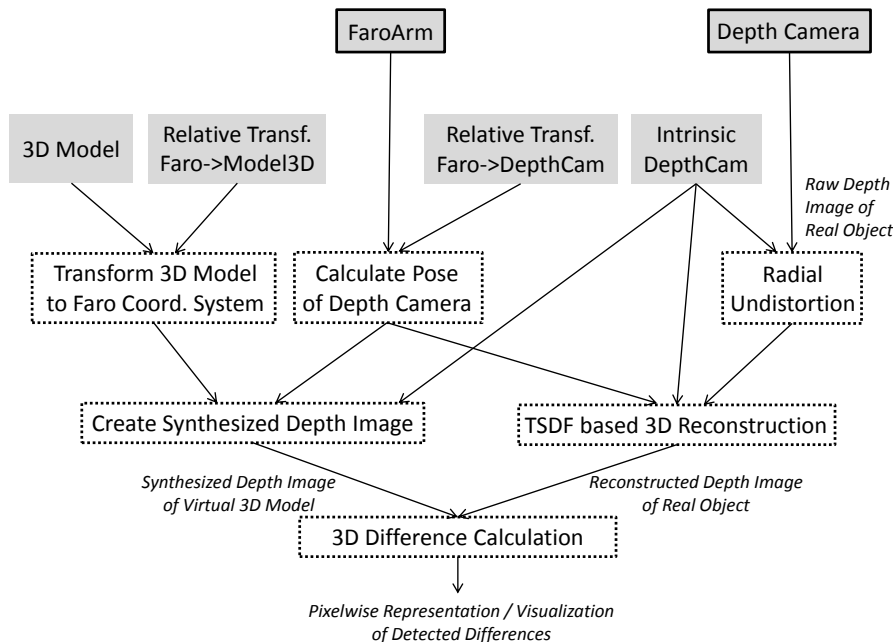 FaroArm
Depth Camera
3D Model
Relative Transf.
Faro->Model3D
Relative Transf.
Faro->DepthCam
Intrinsic
DepthCam
Raw Depth
Image of
Real Object
Transform 3D Model
to Faro Coord. System
Calculate Pose
of Depth Camera
Radial
Undistortion
Create Synthesized Depth Image
TSDF based 3D Reconstruction
Synthesized Depth Image
of Virtual 3D Model
Reconstructed Depth Image
of Real Object
3D Difference Calculation
Pixelwise Representation / Visualization
of Detected Differences